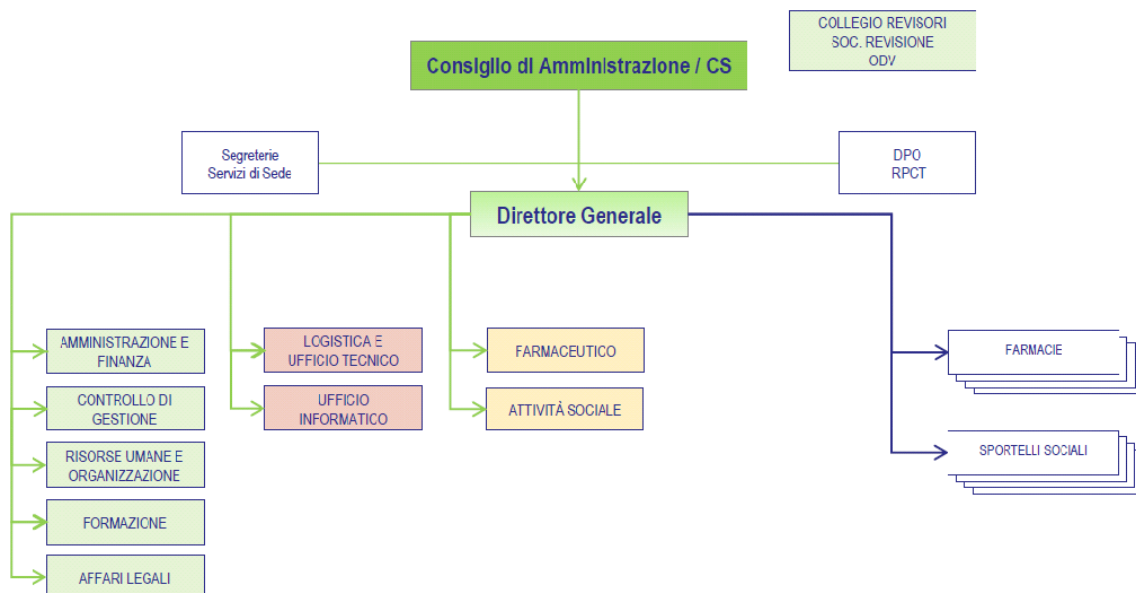 COLLEGIO REVISORI
SOC. REVISIONE
ODV
Consiglio di Amministrazione / CS
Segreterie
Servizi di Sede
DPO
RPCT
Direttore Generale
AMMINISTRAZIONE E
FINANZA
CONTROLLO DI
GESTIONE
RISORSE UMANE E
ORGANIZZAZIONE
FORMAZIONE
AFFARI LEGALI
LOGISTICA E
UFFICIO TECNICO
UFFICIO
INFORMATICO
FARMACEUTICO
ATTIVITÀ SOCIALE
FARMACIE
SPORTELLI SOCIALI